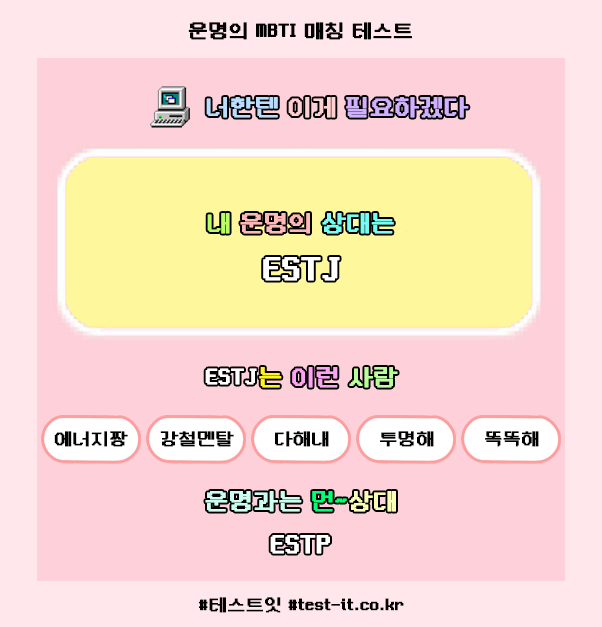 운명의 MBTI 매칭 테스트
너한텐 이게 필요하겠다
내 운명의 상대는
ESTJ
ESTJ는 이런 사람
에너지짱 강철멘탈 다해내 투명해 똑똑해
운명과는 먼~상대
ESTP
#테스트잇 #test-it.co.kr